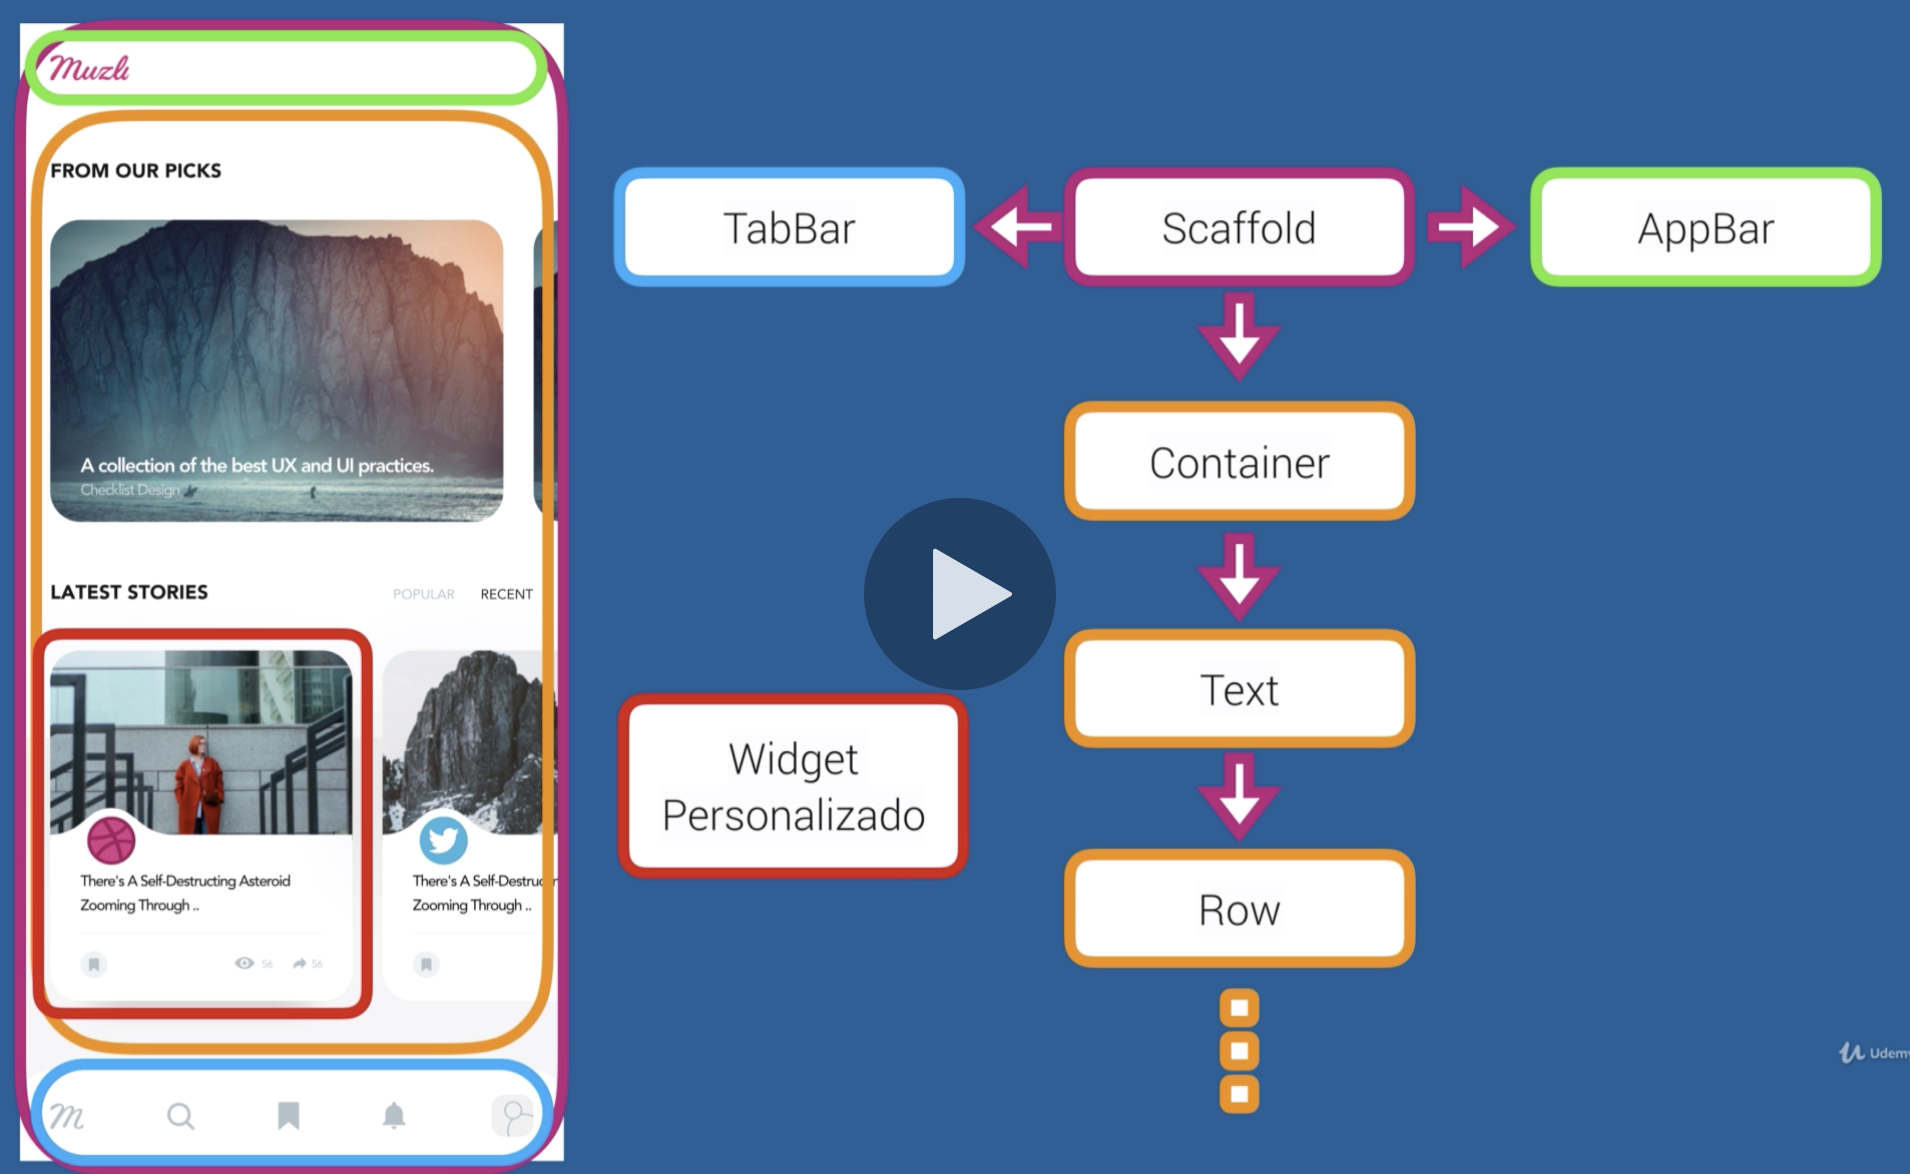 Muzli
FROM OUR PICKS
A collection of the best UX and UI practices.
Checklist Design
LATEST STORIES
POPULAR
RECENT
There's A Self-Destructing Asteroid
Zooming Through ..
56
56
There's A Self-Destruc
Zooming Through ..
TabBar
Scaffold
AppBar
Container
Text
Widget
Personalizado
Row
Udemy